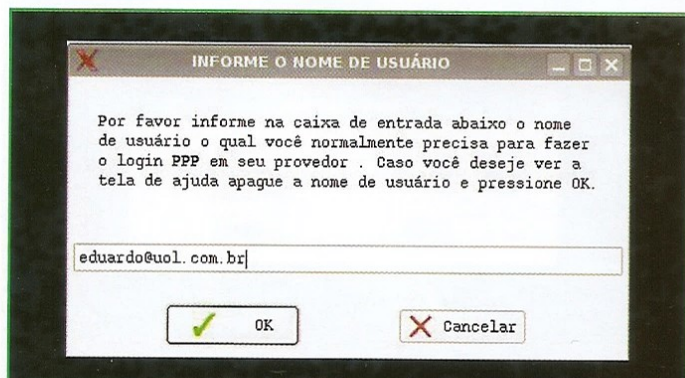 INFORME O NOME DE USUÁRIO
Por favor informe na caixa de entrada abaixo o nome
de usuário o qual você normalmente precisa para fazer
o login PPP em seu provedor . Caso você deseje ver a
tela de ajuda apague a nome de usuário e pressione OK.
eduardo@uol.com.br
OK
Cancelar